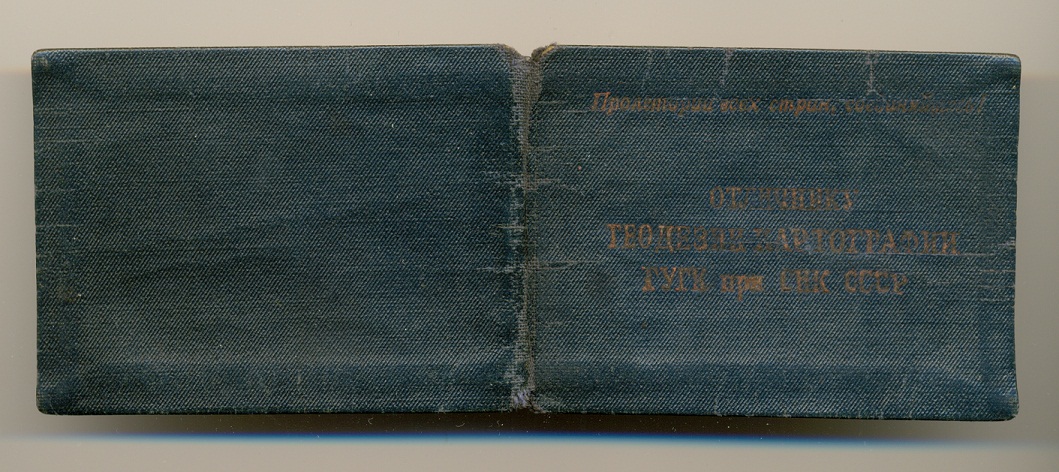 Пролетарии всех стран, соединяйтесь!
ОТЛИЧНИКУ
ГЕОДЕЗИИ И КАРТОГРАФИИ
ГУГК при СНК СССР